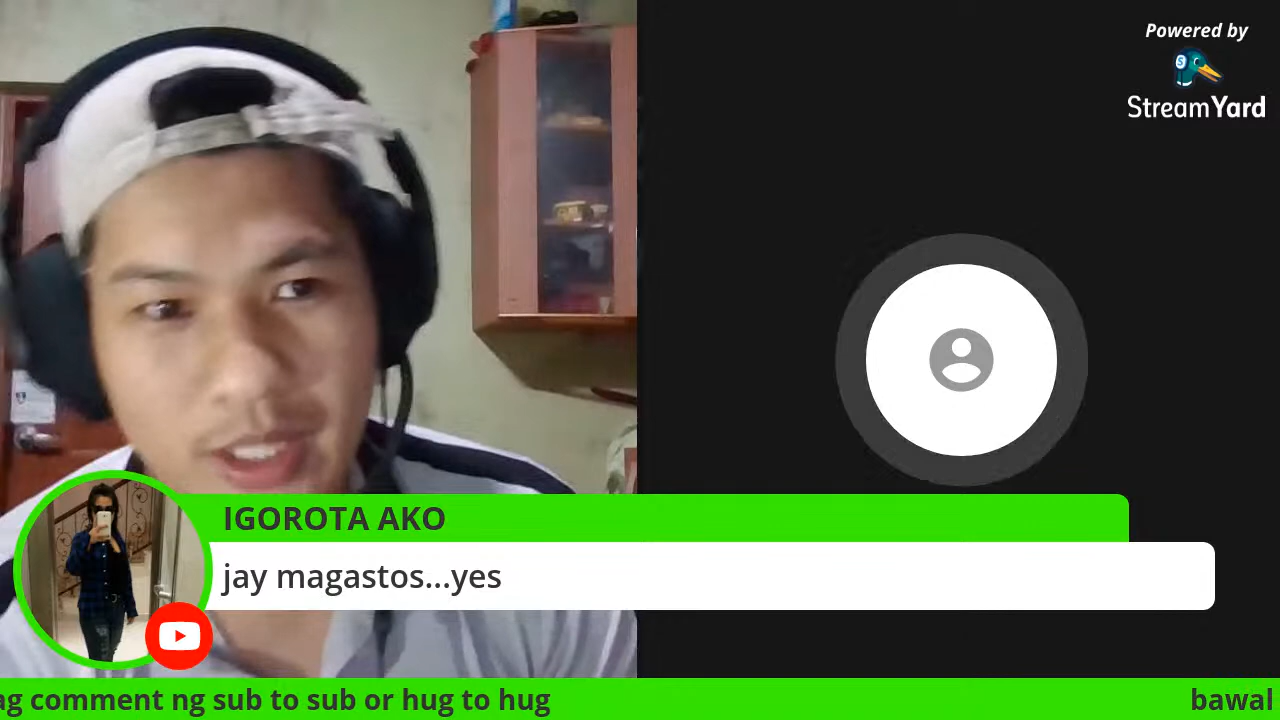 Powered by
StreamYard
IGOROTA AKO
jay magastos...yes
ag comment ng sub to sub or hug to hug
bawal